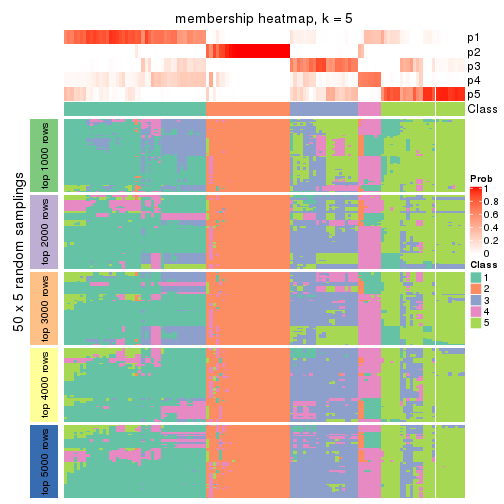 membership heatmap, k = 5
p1
p2
p3
p4
p5
Class
50 x 5 random samplings
top 1000 rows
top 2000 rows
top 3000 rows
top 4000 rows
top 5000 rows
Prob
1
0.8
0.6
0.4
0.2
0
Class
1
2
3
4
5